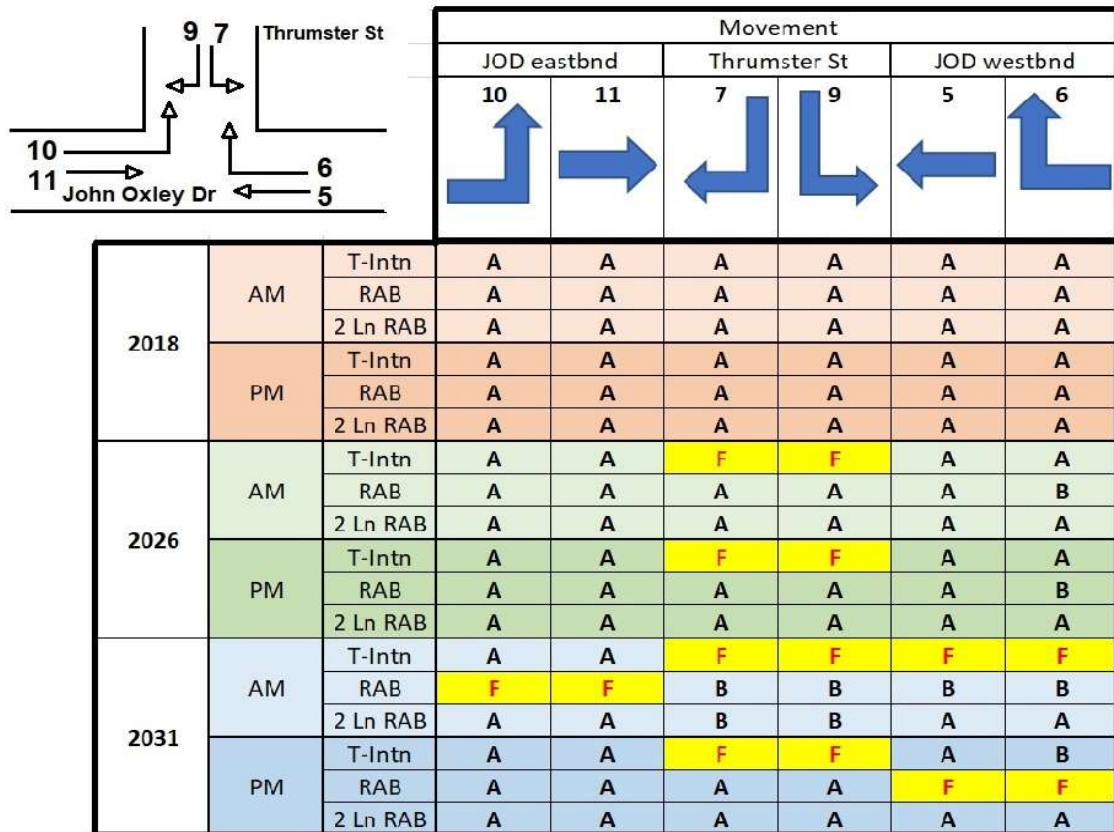 9 7 Thrumster St
10
11
6
5
John Oxley Dr
Movement
JOD eastbnd Thrumster St JOD westbnd
10 11 7 9 5 6
2018 AM T-Intn A A A A A A
RAB A A A A A A
2 Ln RAB A A A A A A
PM T-Intn A A A A A A
RAB A A A A A A
2 Ln RAB A A A A A A
2026 AM T-Intn A A F F A A
RAB A A A A A B
2 Ln RAB A A A A A A
PM T-Intn A A F F A A
RAB A A A A A B
2 Ln RAB A A A A A A
2031 AM T-Intn A A F F F F
RAB F F B B B B
2 Ln RAB A A B B A A
PM T-Intn A A F F A B
RAB A A A A F F
2 Ln RAB A A A A A A